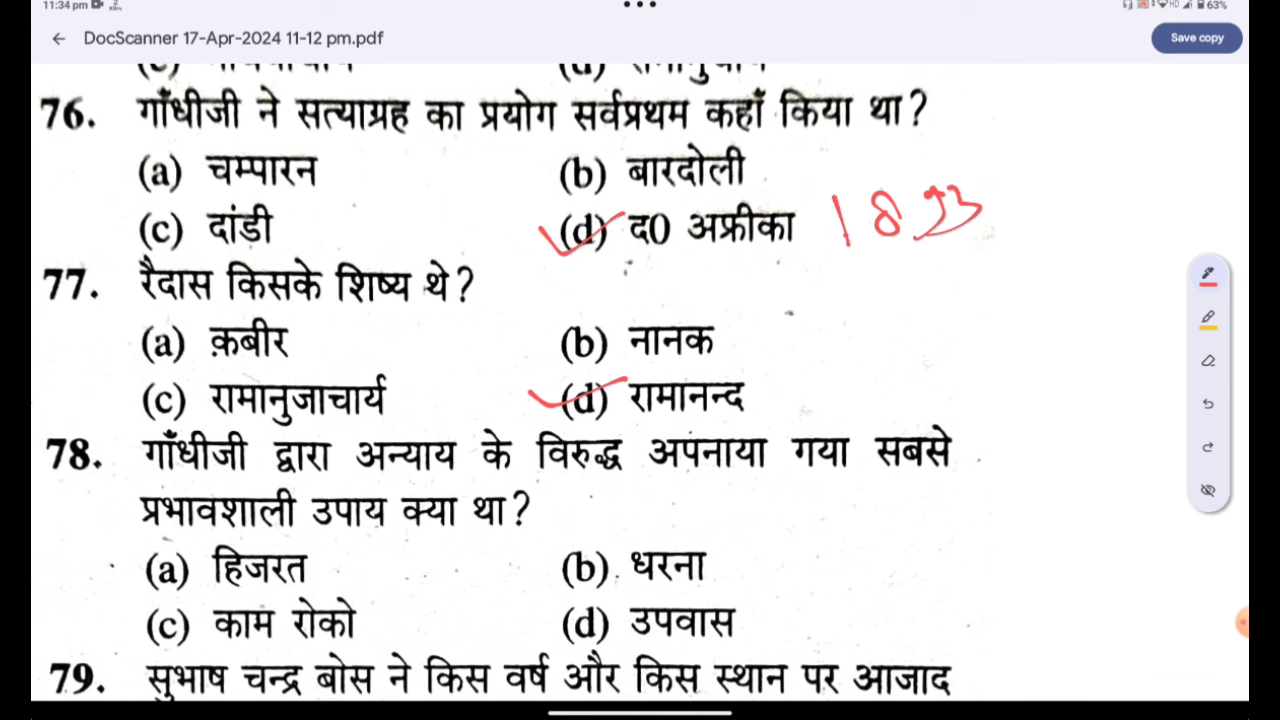 11:34 pm
63%
DocScanner 17-Apr-2024 11-12 pm.pdf
Save copy
76. गाँधीजी ने सत्याग्रह का प्रयोग सर्वप्रथम कहाँ किया था?
(a) चम्पारन (b) बारदोली
(c) दांडी (d) द0 अफ्रीका 1893
77. रैदास किसके शिष्य थे?
(a) क़बीर (b) नानक
(c) रामानुजाचार्य (d) रामानन्द
78. गाँधीजी द्वारा अन्याय के विरुद्ध अपनाया गया सबसे
प्रभावशाली उपाय क्या था?
(a) हिजरत (b) धरना
(c) काम रोको (d) उपवास
79. सुभाष चन्द्र बोस ने किस वर्ष और किस स्थान पर आजाद